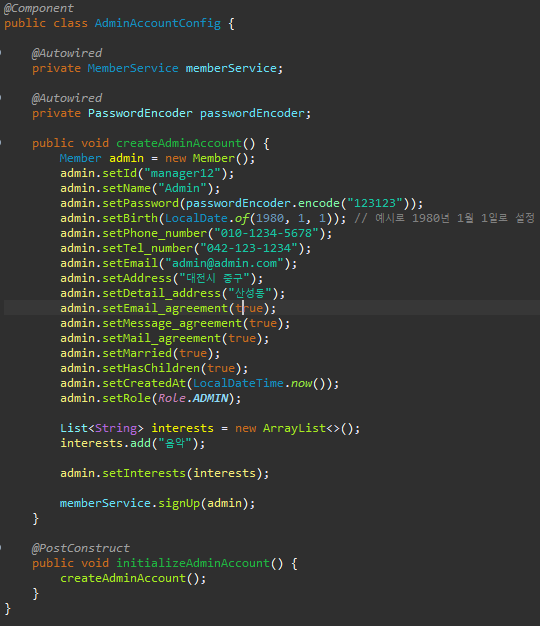 @Component
public class AdminAccountConfig {
@Autowired
private MemberService memberService;
@Autowired
private PasswordEncoder passwordEncoder;
public void createAdminAccount() {
Member admin = new Member();
admin.setId("manager12");
admin.setName("Admin");
admin.setPassword(passwordEncoder.encode("123123"));
admin.setBirth(LocalDate.of(1980, 1, 1)); // 예시로 1980년 1월 1일로 설정
admin.setPhone_number("010-1234-5678");
admin.setTel_number("042-123-1234");
admin.setEmail("admin@admin.com");
admin.setAddress("대전시 중구");
admin.setDetail_address("산성동");
admin.setEmail_agreement(true);
admin.setMessage_agreement(true);
admin.setMail_agreement(true);
admin.setMarried(true);
admin.setHasChildren(true);
admin.setCreatedAt(LocalDateTime.now());
admin.setRole(Role.ADMIN);
List<String> interests = new ArrayList<>();
interests.add("음악");
admin.setInterests(interests);
memberService.signUp(admin);
}
@PostConstruct
public void initializeAdminAccount() {
createAdminAccount();
}
}